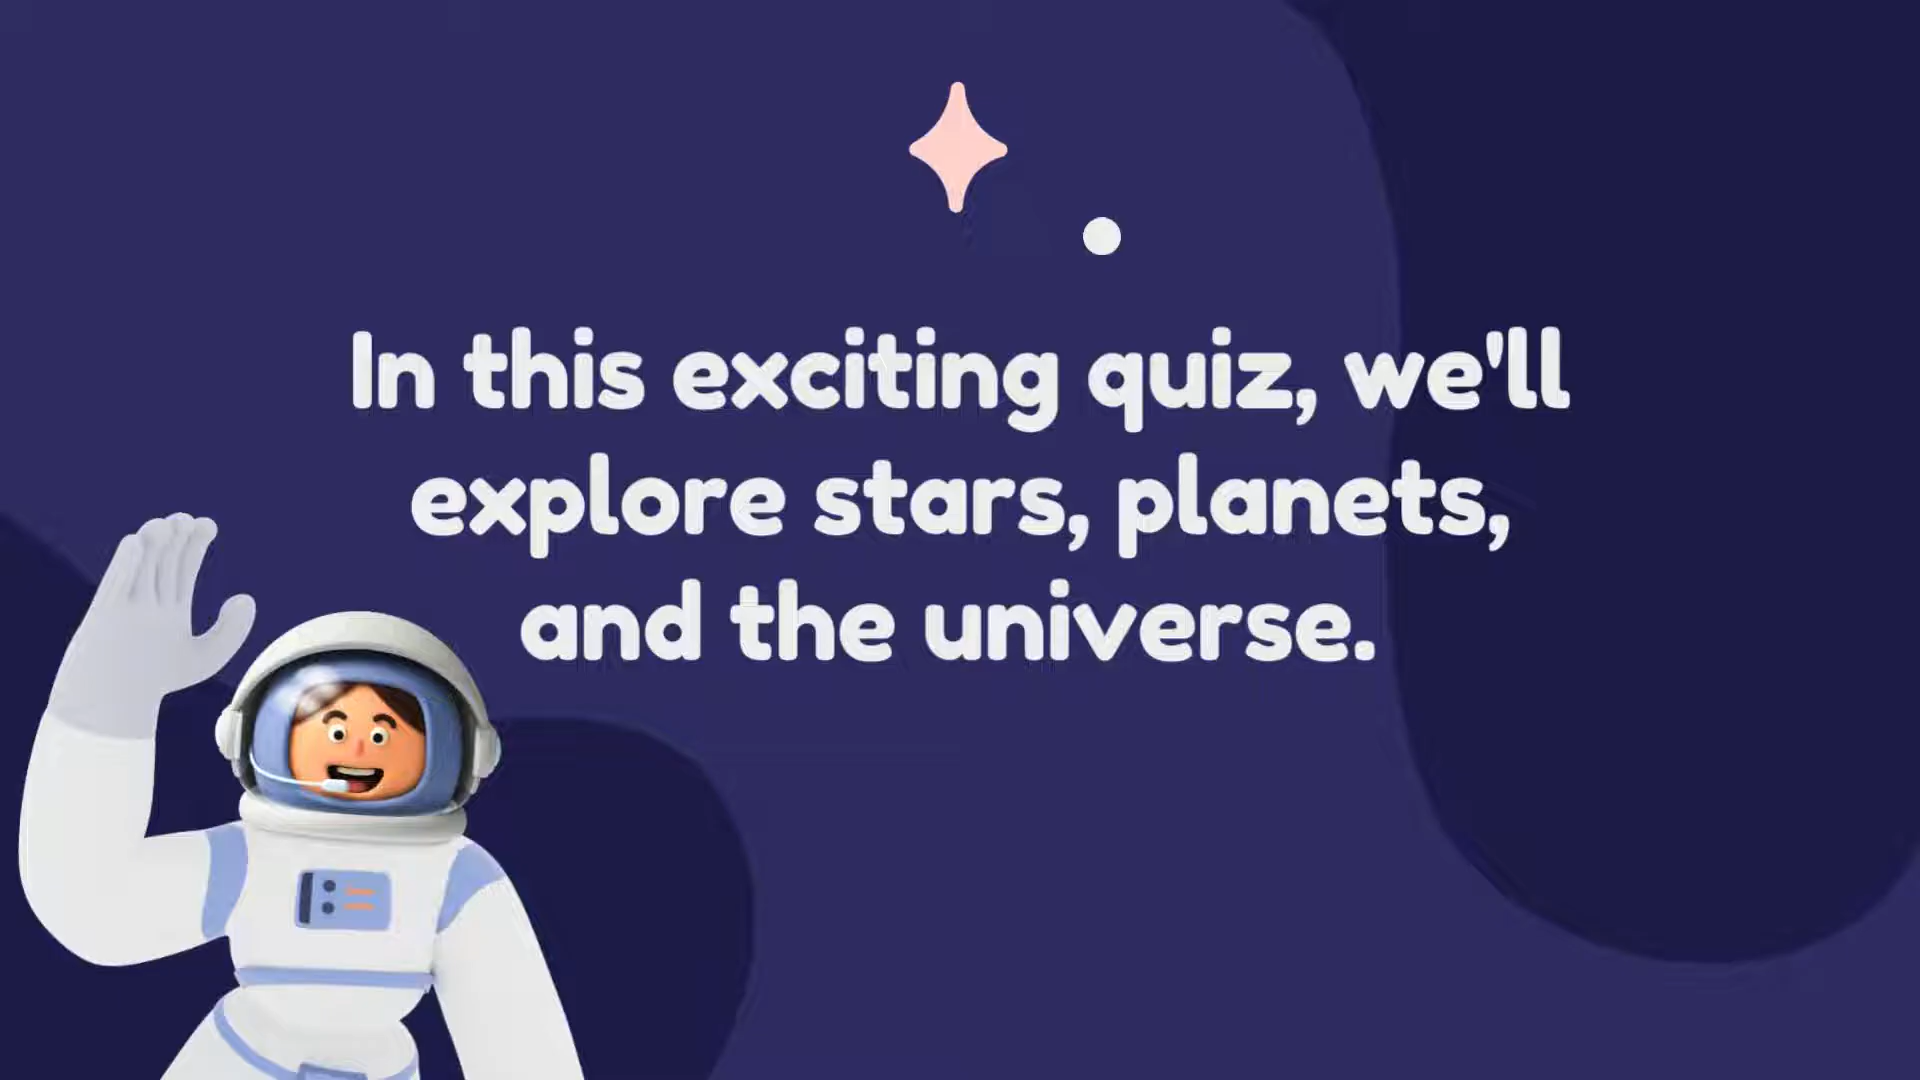 In this exciting quiz, we'll
explore stars, planets,
and the universe.